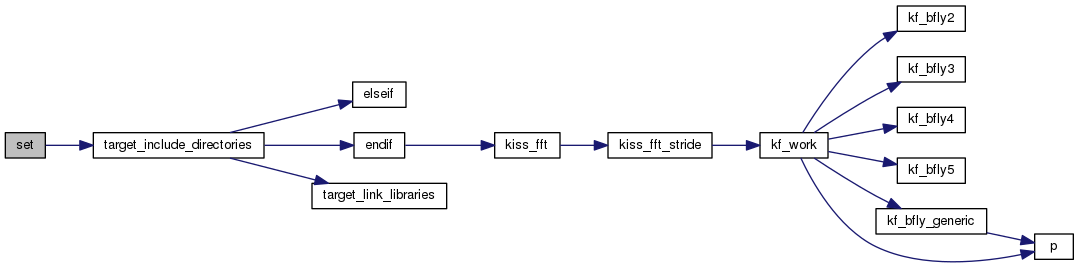 set
target_include_directories
elseif
endif
target_link_libraries
kiss_fft
kiss_fft_stride
kf_work
kf_bfly2
kf_bfly3
kf_bfly4
kf_bfly5
kf_bfly_generic
p